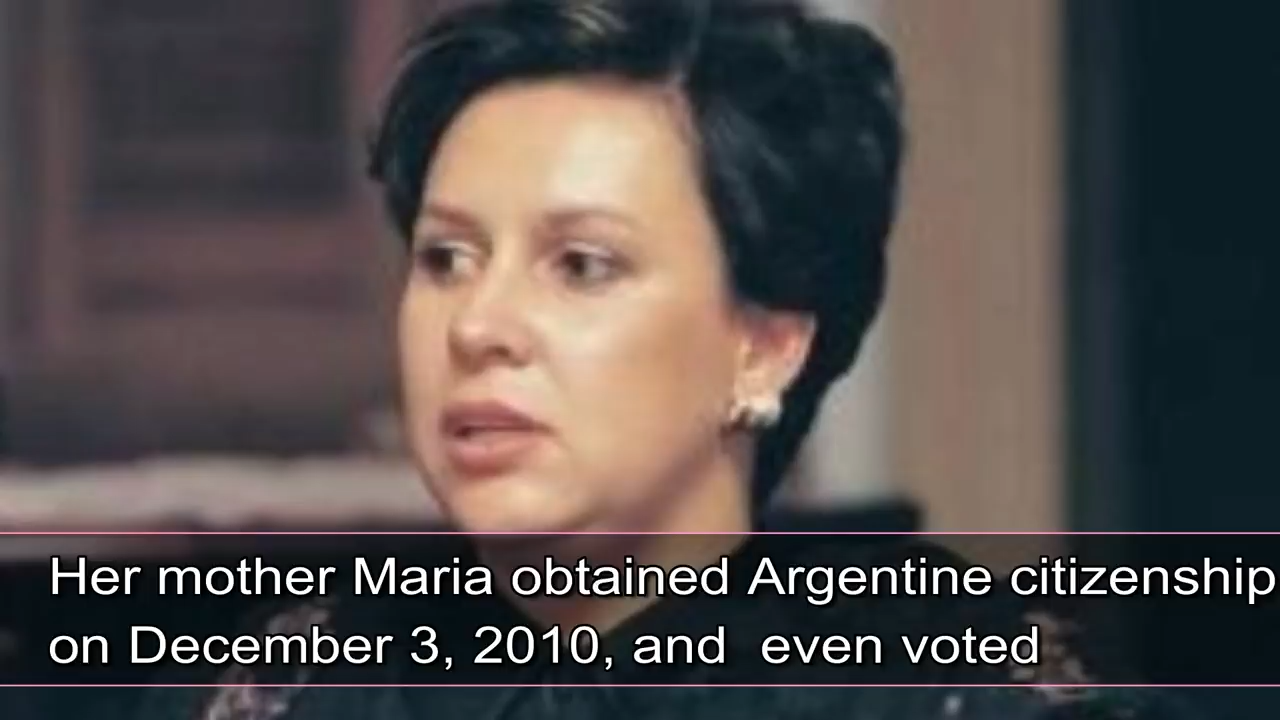 Her mother Maria obtained Argentine citizenship
on December 3, 2010, and  even voted